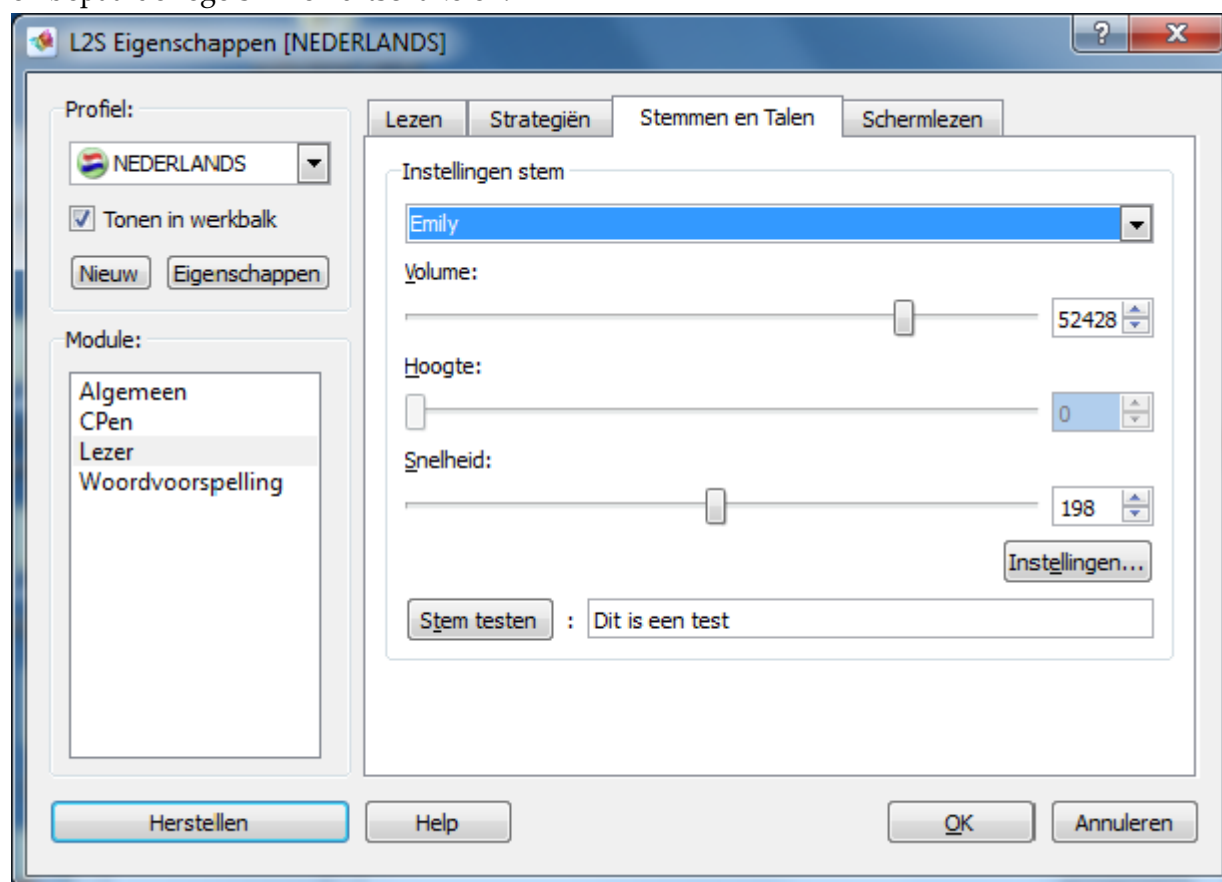 L2S Eigenschappen [NEDERLANDS]
Profiel:
NEDERLANDS
Tonen in werkbalk
Nieuw Eigenschappen
Module:
Algemeen
CPen
Lezer
Woordvoorspelling
Lezen Strategiën Stemmen en Talen Schermlezen
Instellingen stem
Emily
Volume:
52428
Hoogte:
0
Snelheid:
198
Instellingen...
Stem testen : Dit is een test
Herstellen Help OK Annuleren